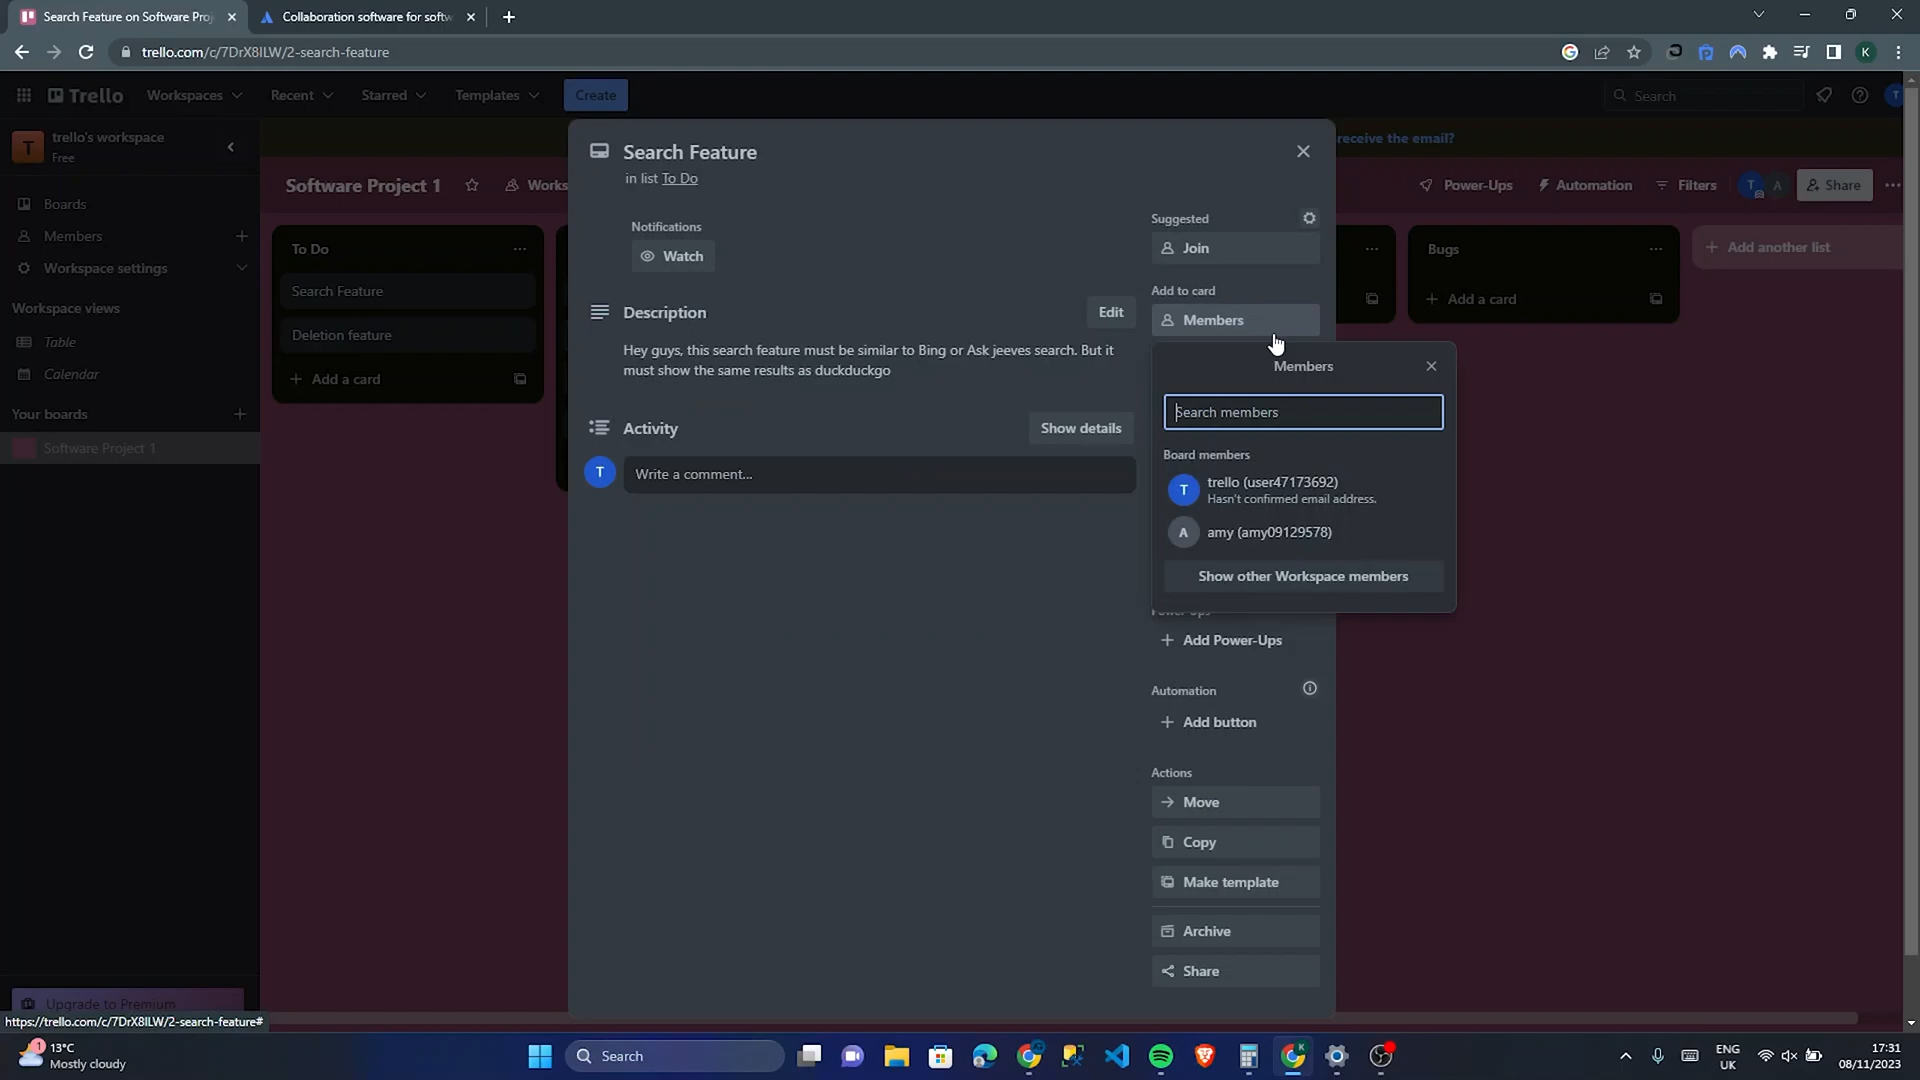 Search Feature on Software Proj
Collaboration software for softw
trello.com/c/7DrX8ILW/2-search-feature
K
Trello
Workspaces
Recent
Starred
Templates
Create
Search
T
T
trello's workspace
Free
receive the email?
Software Project 1
Works
Power-Ups
Automation
Filters
T
A
Share
Boards
Members
Workspace settings
Workspace views
Table
Calendar
Your boards
Software Project 1
Upgrade to Premium
https://trello.com/c/7DrX8ILW/2-search-feature#
To Do
Search Feature
Deletion feature
Add a card
Bugs
Add a card
Add another list
Search Feature
in list To Do
Notifications
Watch
Description
Edit
Hey guys, this search feature must be similar to Bing or Ask jeeves search. But it
must show the same results as duckduckgo
Activity
Show details
T
Write a comment...
Suggested
Join
Add to card
Members
Members
Search members
Board members
T
trello (user47173692)
Hasn't confirmed email address.
A
amy (amy09129578)
Show other Workspace members
Power-Ups
Add Power-Ups
Automation
Add button
Actions
Move
Copy
Make template
Archive
Share
1
13°C
Mostly cloudy
Search
K
ENG
UK
17:31
08/11/2023